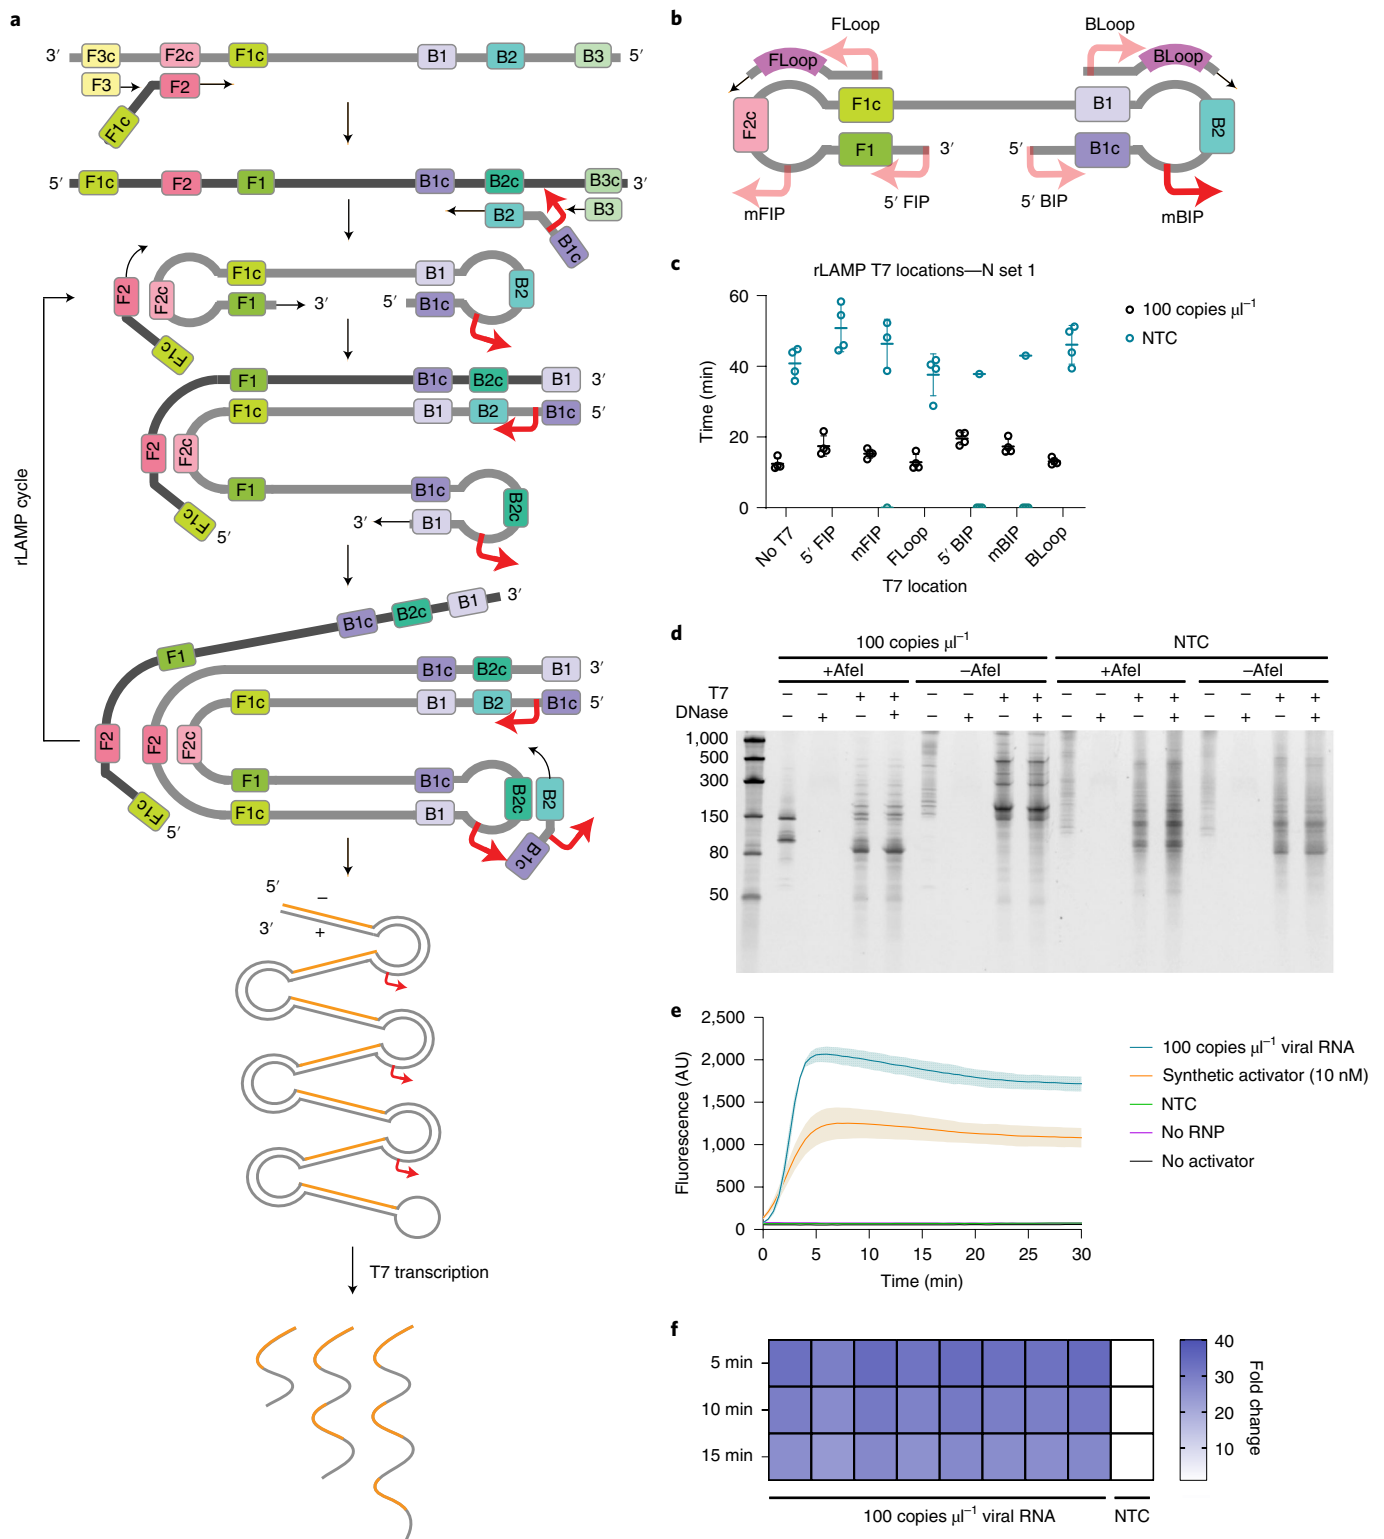 a
3′ F3c F2c F1c B1 B2 B3 5′
F3 F2
F1c
5′ F1c F2 F1 B1c B2c B3c 3′
B2 B3
B1c
F1c B1
F2 F2c B2
F1 3′ 5′ B1c
F1c
rLAMP cycle
F1 B1c B2c B1 3′
F1c B1 B2 B1c 5′
F2 F2c
F1 B1c
B2c
F1c 5′ 3′ B1
B1c B2c B1 3′
F1
B1c B2c B1 3′
F1c B1 B2 B1c 5′
F2 F2 F2c
F1 B1c
B2c B2
F1c 5′ F1c B1
B1c
5′ −
3′ +
T7 transcription
b
FLoop BLoop
FLoop BLoop
F2c F1c B1 B2
F1 3′ 5′ B1c
mFIP 5′ FIP 5′ BIP mBIP
c
rLAMP T7 locations—N set 1
Time (min)
60
40
20
0
100 copies μl−1
NTC
No T7 5′ FIP mFIP FLoop 5′ BIP mBIP BLoop
T7 location
d
100 copies μl−1 NTC
+AfeI −AfeI +AfeI −AfeI
T7 − − + + − − + + − − + + − − + +
DNase − + − + − + − + − + − + − + − +
1,000
500
300
150
80
50
e
Fluorescence (AU)
2,500
2,000
1,500
1,000
500
0
0 5 10 15 20 25 30
Time (min)
100 copies μl−1 viral RNA
Synthetic activator (10 nM)
NTC
No RNP
No activator
f
5 min
10 min
15 min
100 copies μl−1 viral RNA NTC
40
30
20
10
Fold change